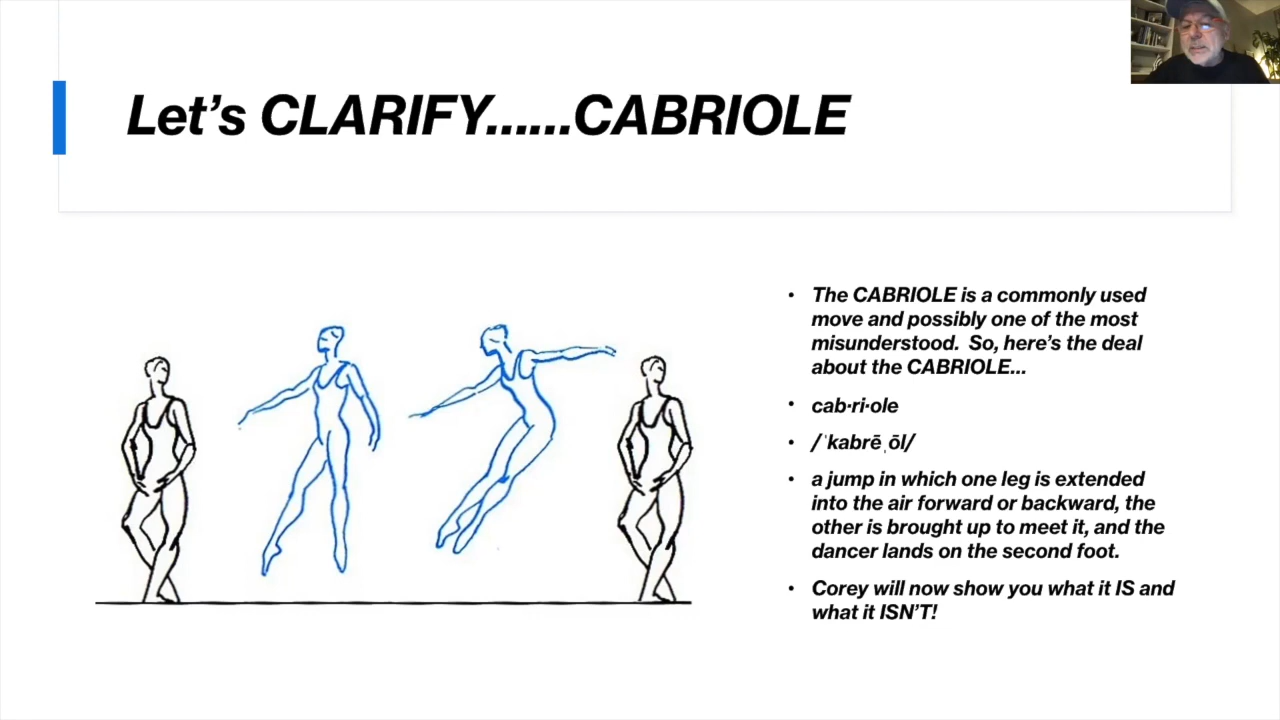 Let’s CLARIFY......CABRIOLE
• The CABRIOLE is a commonly used
move and possibly one of the most
misunderstood.  So, here’s the deal
about the CABRIOLE...
• cab·ri·ole
• /ˈkabrēˌōl/
• a jump in which one leg is extended
into the air forward or backward, the
other is brought up to meet it, and the
dancer lands on the second foot.
• Corey will now show you what it IS and
what it ISN’T!